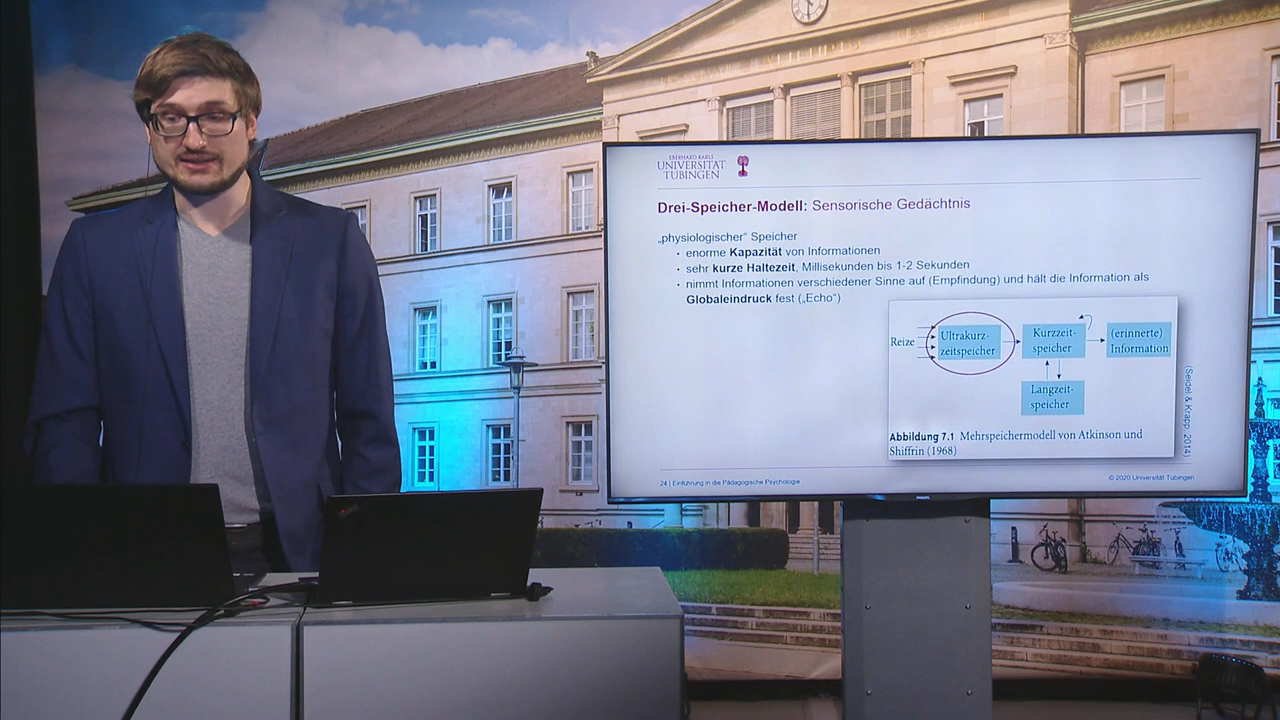 EBERHARD KARLS
UNIVERSITÄT
TÜBINGEN
Drei-Speicher-Modell: Sensorische Gedächtnis
„physiologischer“ Speicher
• enorme Kapazität von Informationen
• sehr kurze Haltezeit, Millisekunden bis 1-2 Sekunden
• nimmt Informationen verschiedener Sinne auf (Empfindung) und hält die Information als
Globaleindruck fest („Echo“)
Reize
Ultrakurz-
zeitspeicher
Kurzzeit-
speicher
(erinnerte)
Information
Langzeit-
speicher
Abbildung 7.1 Mehrspeichermodell von Atkinson und
Shiffrin (1968)
(Seidel & Krapp, 2014)
24 | Einführung in die Pädagogische Psychologie
© 2020 Universität Tübingen
PHILIPS